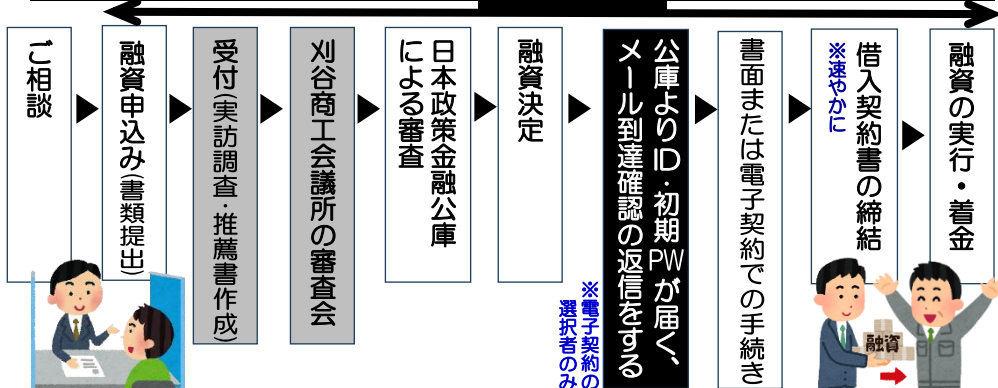 ご相談
融資申込み(書類提出)
受付(実訪調査・推薦書作成)
刈谷商工会議所の審査会
日本政策金融公庫
による審査
融資決定
公庫よりID・初期PWが届く、
メール到達確認の返信をする
※電子契約の
選択者のみ
書面または電子契約での手続き
借入契約書の締結
※速やかに
融資の実行・着金
融資